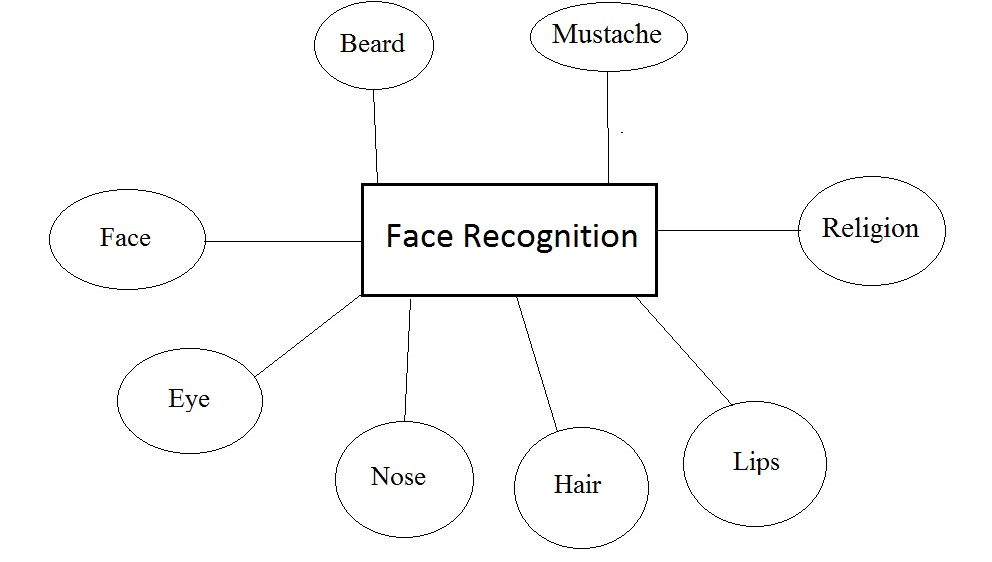 Beard
Mustache
Face
Face Recognition
Religion
Eye
Nose
Hair
Lips